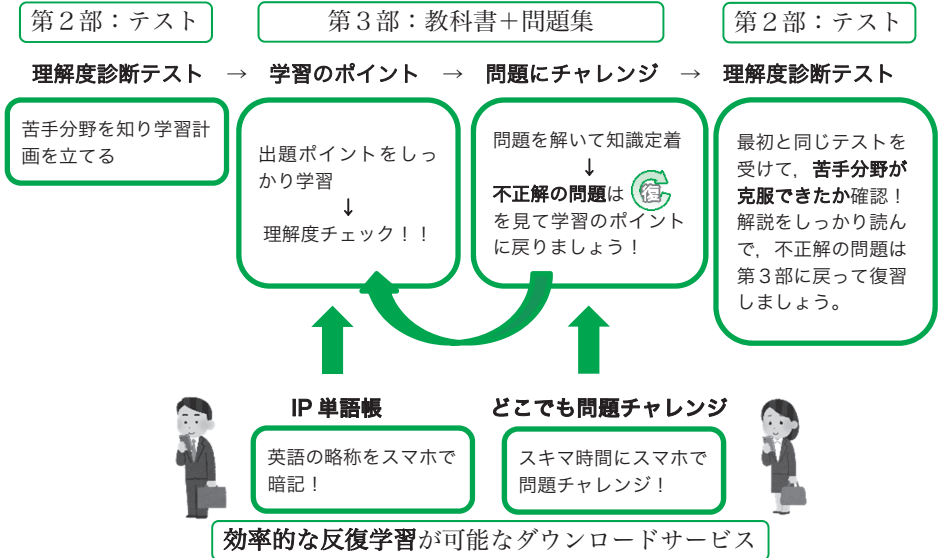 第２部：テスト
第３部：教科書＋問題集
第２部：テスト
理解度診断テスト → 学習のポイント → 問題にチャレンジ → 理解度診断テスト
苦手分野を知り学習計
画を立てる
出題ポイントをしっ
かり学習
↓
理解度チェック！！
問題を解いて知識定着
↓
不正解の問題は 復
を見て学習のポイント
に戻りましょう！
最初と同じテストを
受けて，苦手分野が
克服できたか確認！
解説をしっかり読ん
で，不正解の問題は
第３部に戻って復習
しましょう。
IP 単語帳
英語の略称をスマホで
暗記！
どこでも問題チャレンジ
スキマ時間にスマホで
問題チャレンジ！
効率的な反復学習が可能なダウンロードサービス